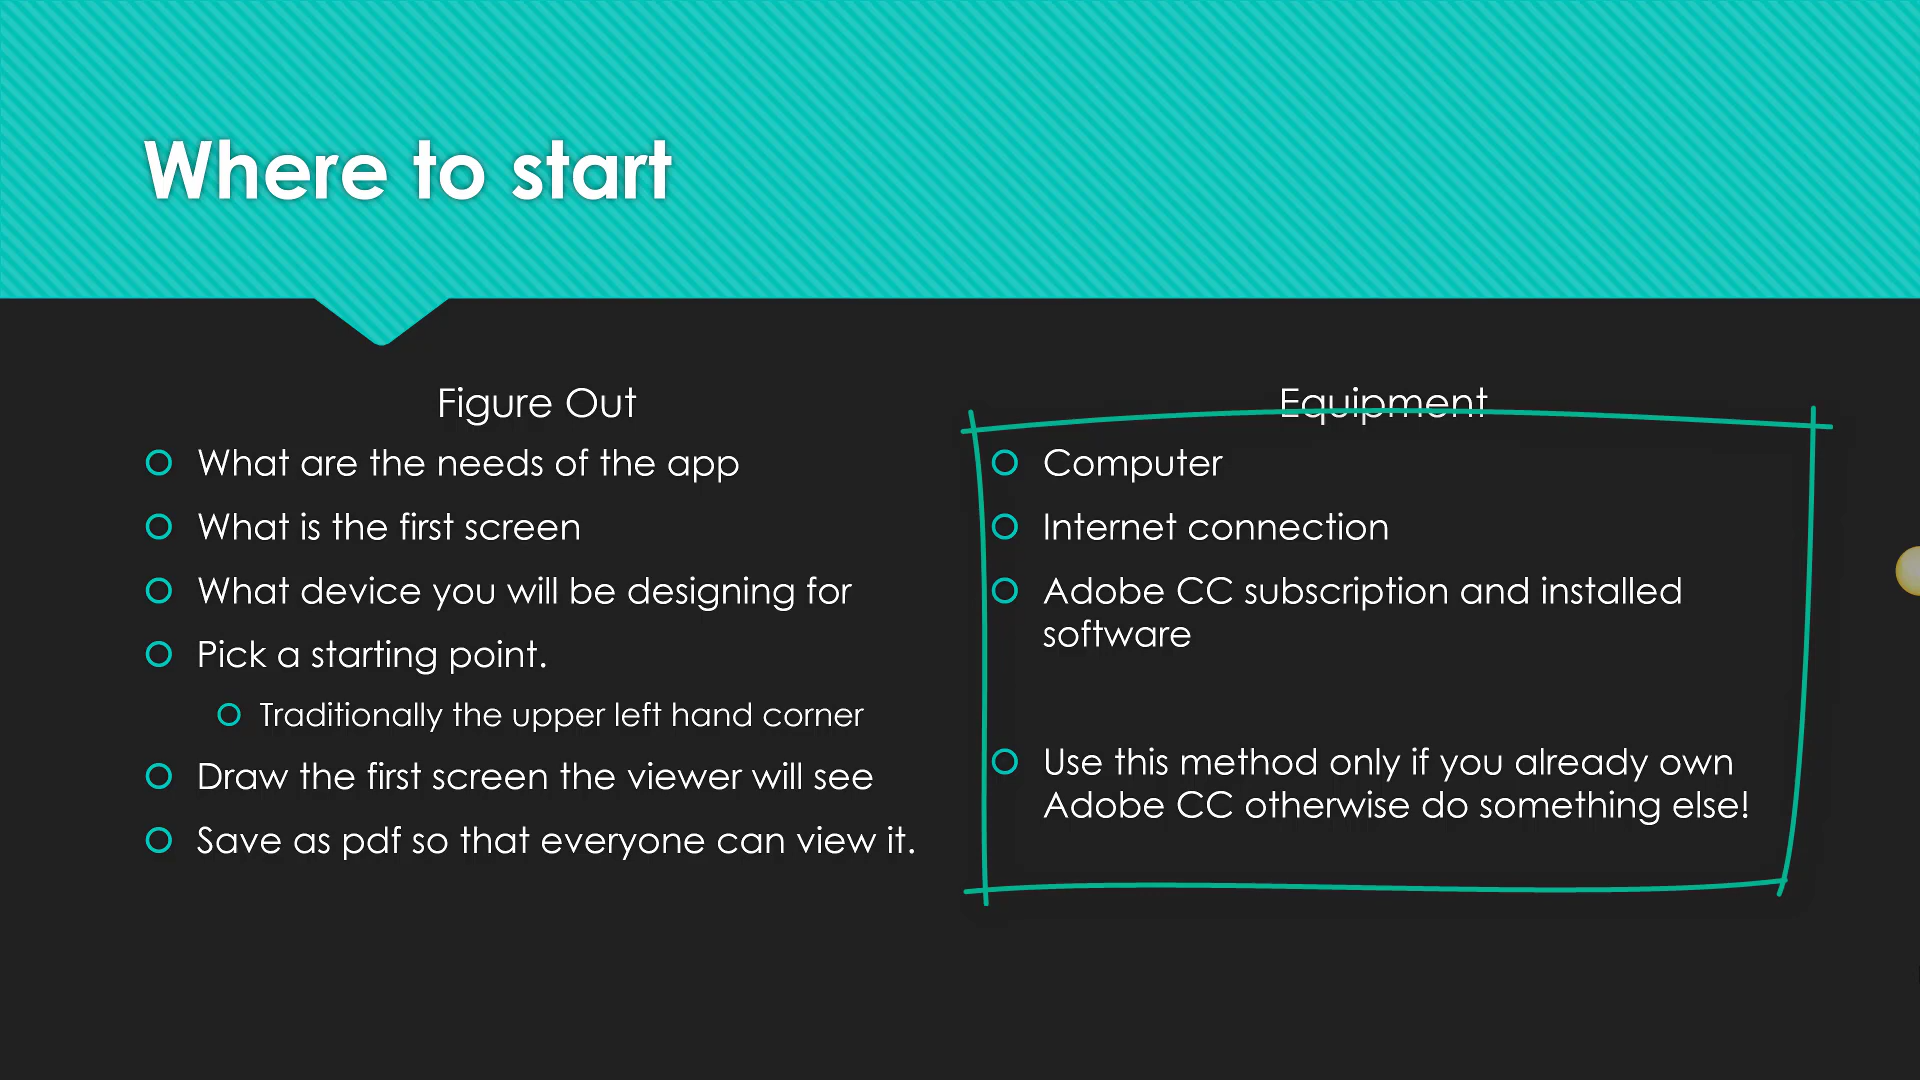 Where to start
Figure Out
What are the needs of the app
What is the first screen
What device you will be designing for
Pick a starting point.
Traditionally the upper left hand corner
Draw the first screen the viewer will see
Save as pdf so that everyone can view it.
Equipment
Computer
Internet connection
Adobe CC subscription and installed
software
Use this method only if you already own
Adobe CC otherwise do something else!